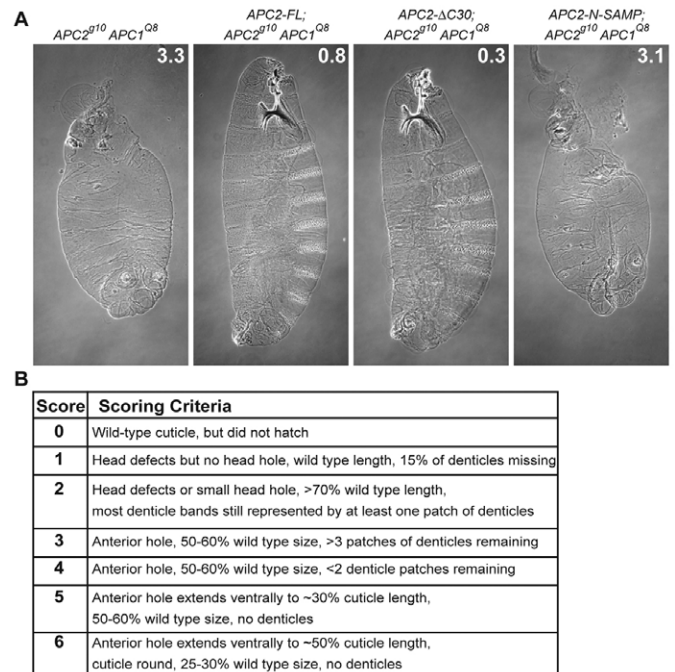 A
APC2g10 APC1Q8
APC2-FL;
APC2g10 APC1Q8
APC2-ΔC30;
APC2g10 APC1Q8
APC2-N-SAMP;
APC2g10 APC1Q8
3.3
0.8
0.3
3.1
B
Score Scoring Criteria
0 Wild-type cuticle, but did not hatch
1 Head defects but no head hole, wild type length, 15% of denticles missing
2 Head defects or small head hole, >70% wild type length,
most denticle bands still represented by at least one patch of denticles
3 Anterior hole, 50-60% wild type size, >3 patches of denticles remaining
4 Anterior hole, 50-60% wild type size, <2 denticle patches remaining
5 Anterior hole extends ventrally to ~30% cuticle length,
50-60% wild type size, no denticles
6 Anterior hole extends ventrally to ~50% cuticle length,
cuticle round, 25-30% wild type size, no denticles